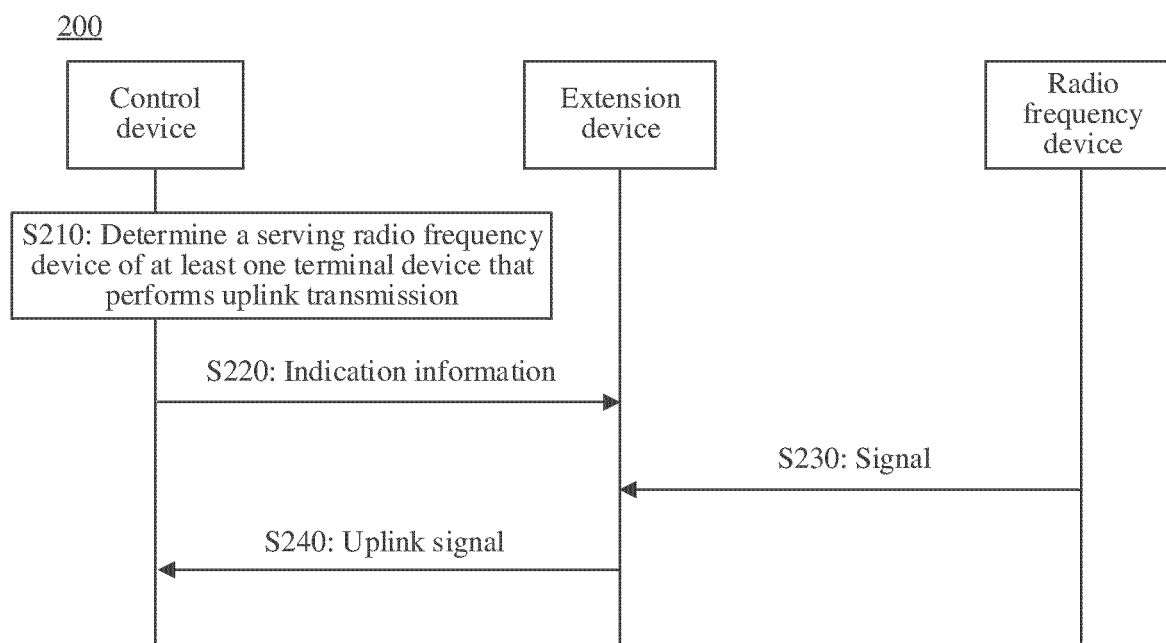 200
Control
device
Extension
device
Radio
frequency
device
S210: Determine a serving radio frequency
device of at least one terminal device that
performs uplink transmission
S220: Indication information
S230: Signal
S240: Uplink signal